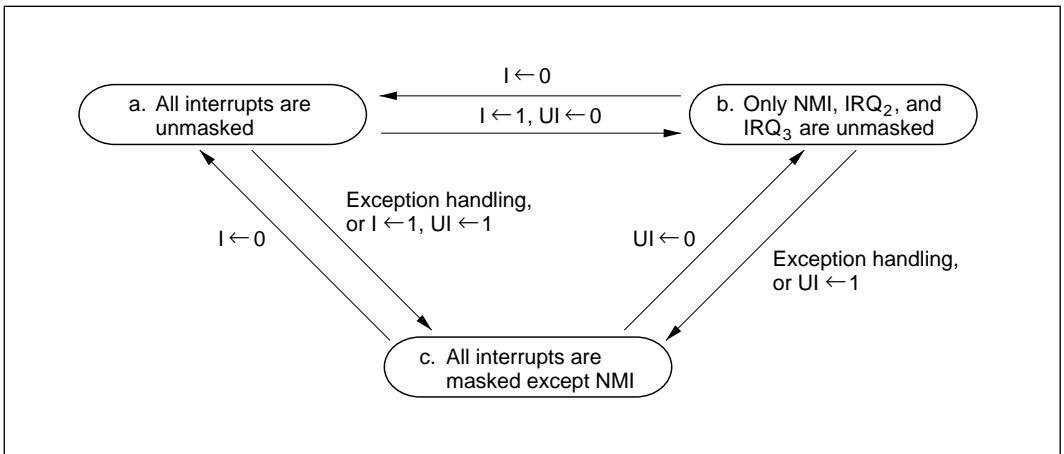 I ← 0
a. All interrupts are
unmasked
I ← 1, UI ← 0
b. Only NMI, IRQ₂, and
IRQ₃ are unmasked
Exception handling,
or I ← 1, UI ← 1
I ← 0
UI ← 0
Exception handling,
or UI ← 1
c. All interrupts are
masked except NMI